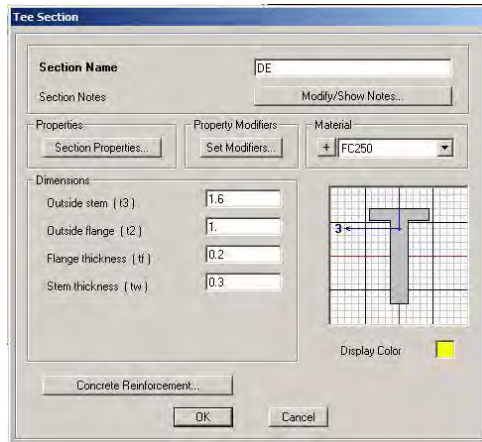 Tee Section
Section Name DE
Section Notes Modify/Show Notes...
Properties Property Modifiers Material
Section Properties... Set Modifiers... + FC250
Dimensions
Outside stem ( t3 ) 1.6
Outside flange ( t2 ) 1.
Flange thickness ( tf ) 0.2
Stem thickness ( tw ) 0.3
3
Display Color
Concrete Reinforcement...
OK Cancel